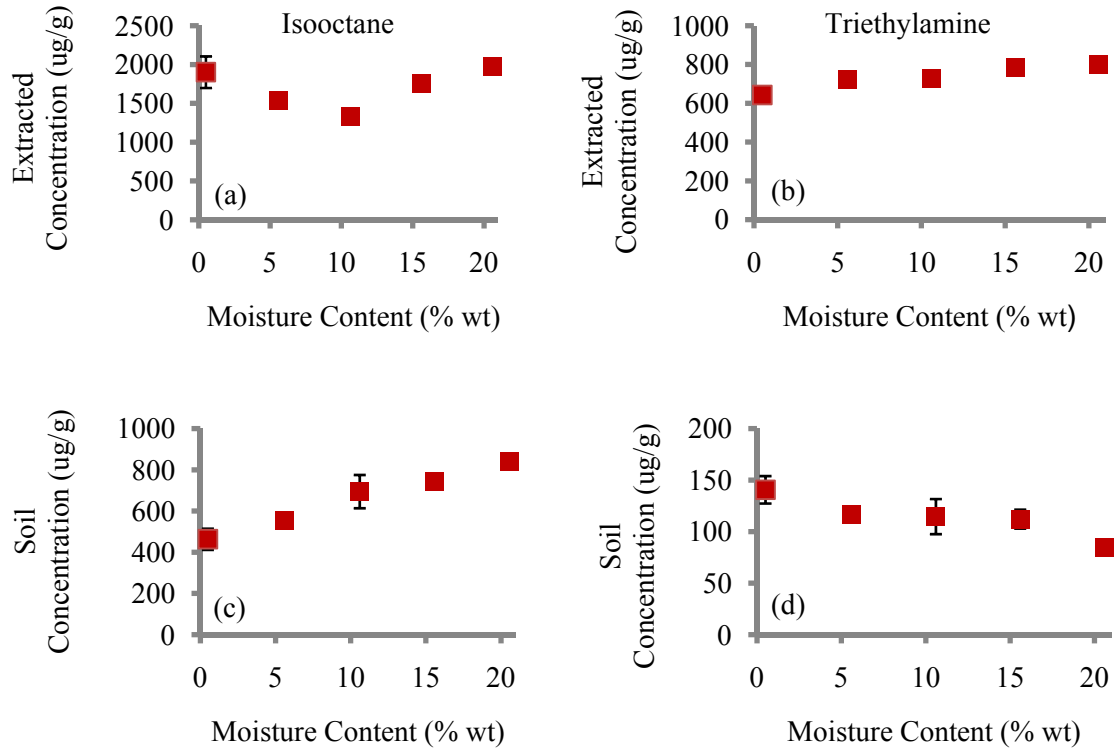 Isooctane
Extracted
Concentration (ug/g)
2500
2000
1500
1000
500
0
(a)
0 5 10 15 20
Moisture Content (% wt)
Triethylamine
Extracted
Concentration (ug/g)
1000
800
600
400
200
0
(b)
0 5 10 15 20
Moisture Content (% wt)
Soil
Concentration (ug/g)
1000
800
600
400
200
0
(c)
0 5 10 15 20
Moisture Content (% wt)
Soil
Concentration (ug/g)
200
150
100
50
0
(d)
0 5 10 15 20
Moisture Content (% wt)